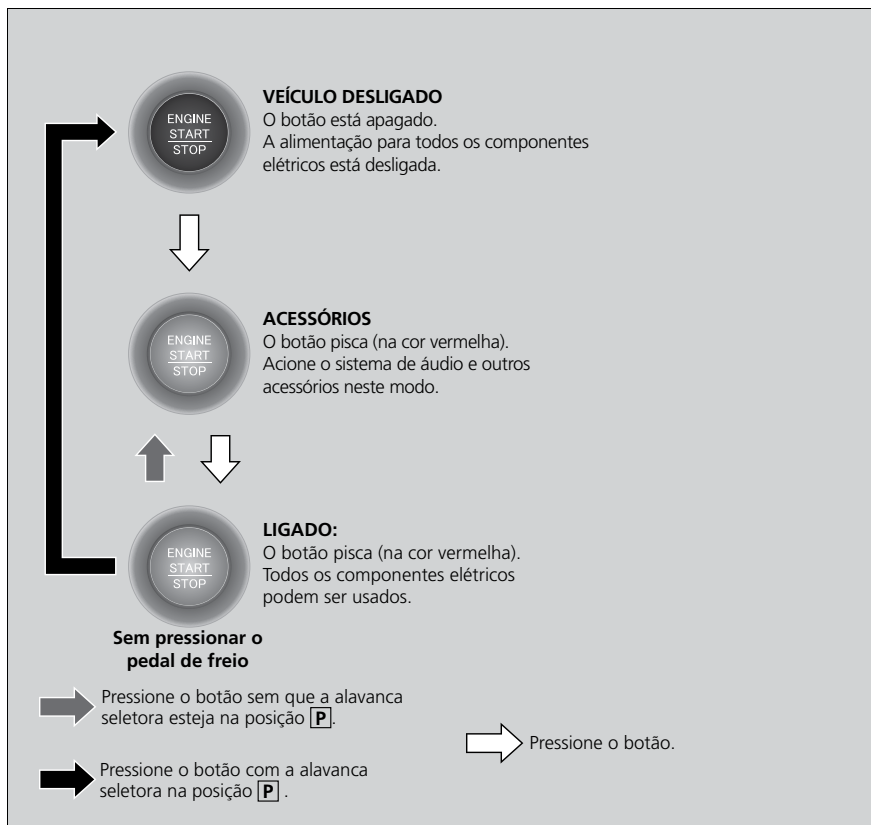 ENGINE
START
STOP
VEÍCULO DESLIGADO
O botão está apagado.
A alimentação para todos os componentes
elétricos está desligada.
ENGINE
START
STOP
ACESSÓRIOS
O botão pisca (na cor vermelha).
Acione o sistema de áudio e outros
acessórios neste modo.
ENGINE
START
STOP
LIGADO:
O botão pisca (na cor vermelha).
Todos os componentes elétricos
podem ser usados.
Sem pressionar o
pedal de freio
Pressione o botão sem que a alavanca
seletora esteja na posição P.
Pressione o botão.
Pressione o botão com a alavanca
seletora na posição P .